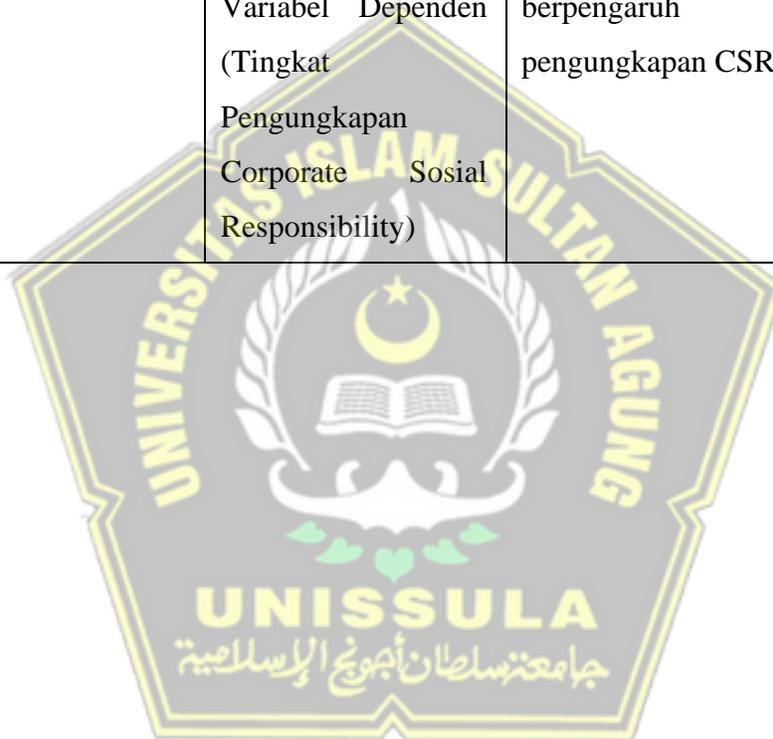 Variabel Dependen
(Tingkat
Pengungkapan
Corporate Sosial
Responsibility)
berpengaruh
pengungkapan CSR
UNIVERSITAS ISLAM SULTAN AGUNG
UNISSULA
جامعة سلطان أجونج الإسلامية